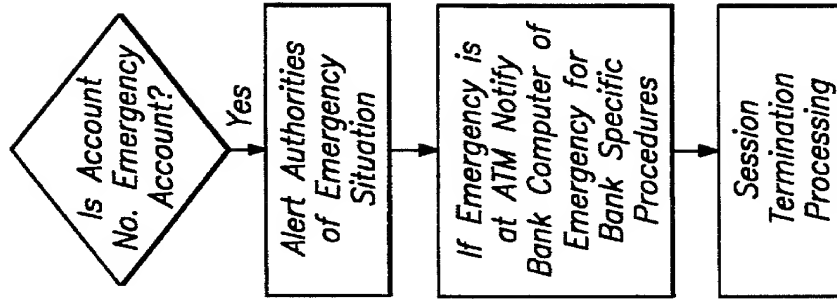 Is Account
No. Emergency
Account?
Yes
Alert Authorities
of Emergency
Situation
If Emergency is
at ATM Notify
Bank Computer of
Emergency for
Bank Specific
Procedures
Session
Termination
Processing